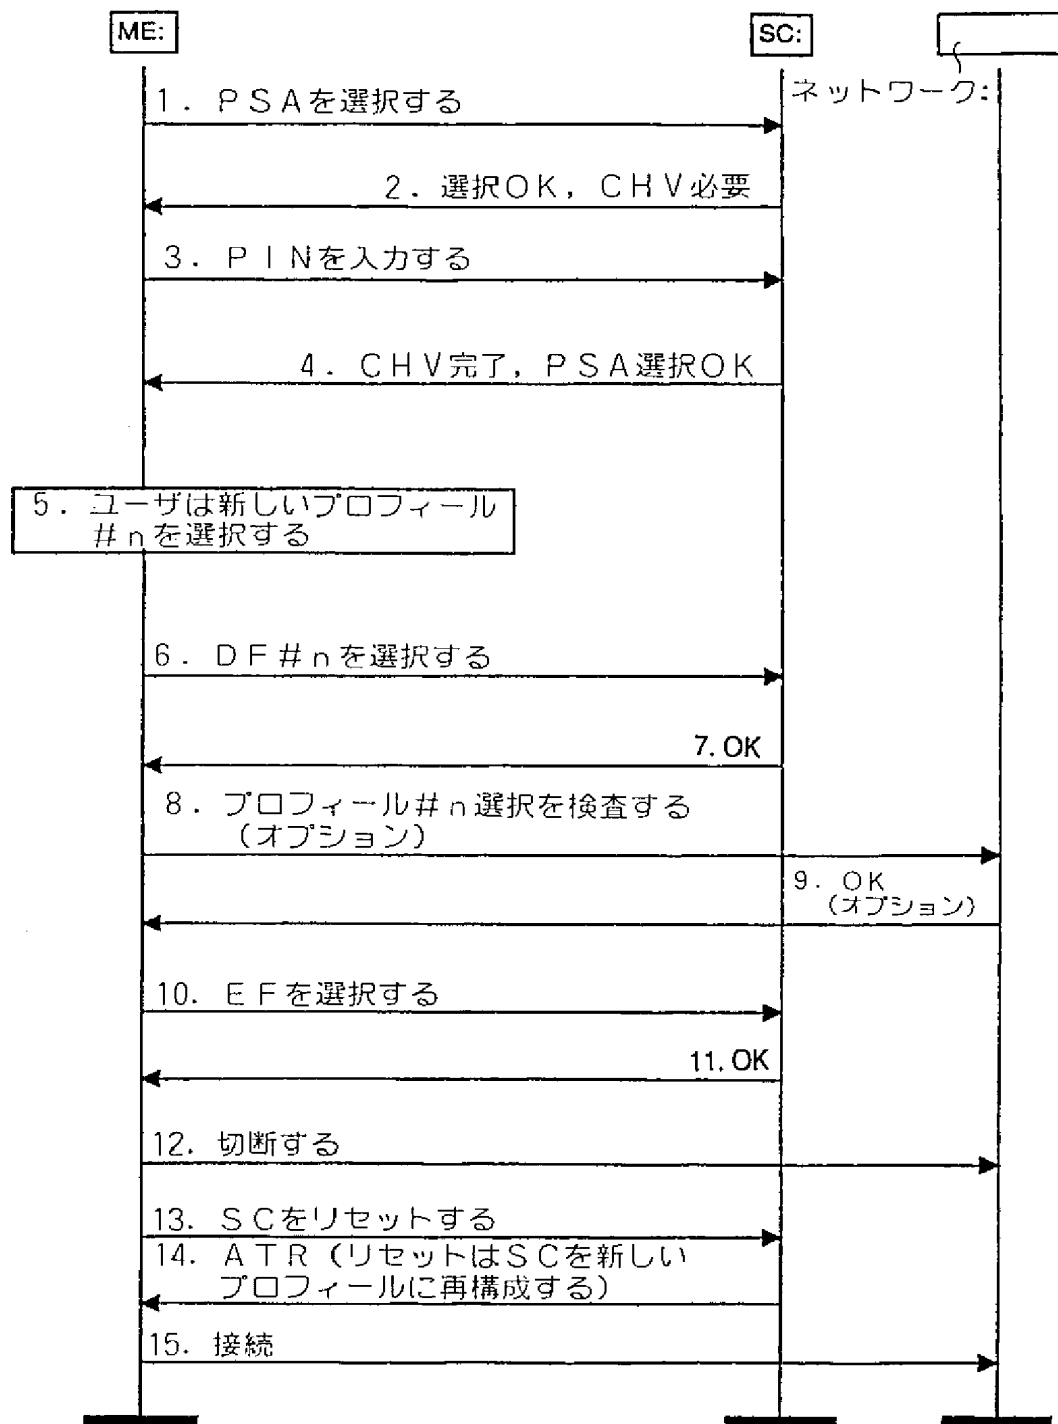 ME:
SC:
ネットワーク:
1. PSAを選択する
2. 選択OK, CHV必要
3. PINを入力する
4. CHV完了, PSA選択OK
5. ユーザは新しいプロフィール
#nを選択する
6. DF#nを選択する
7. OK
8. プロフィール#n選択を検査する
(オプション)
9. OK
(オプション)
10. EFを選択する
11. OK
12. 切断する
13. SCをリセットする
14. ATR(リセットはSCを新しい
プロフィールに再構成する)
15. 接続